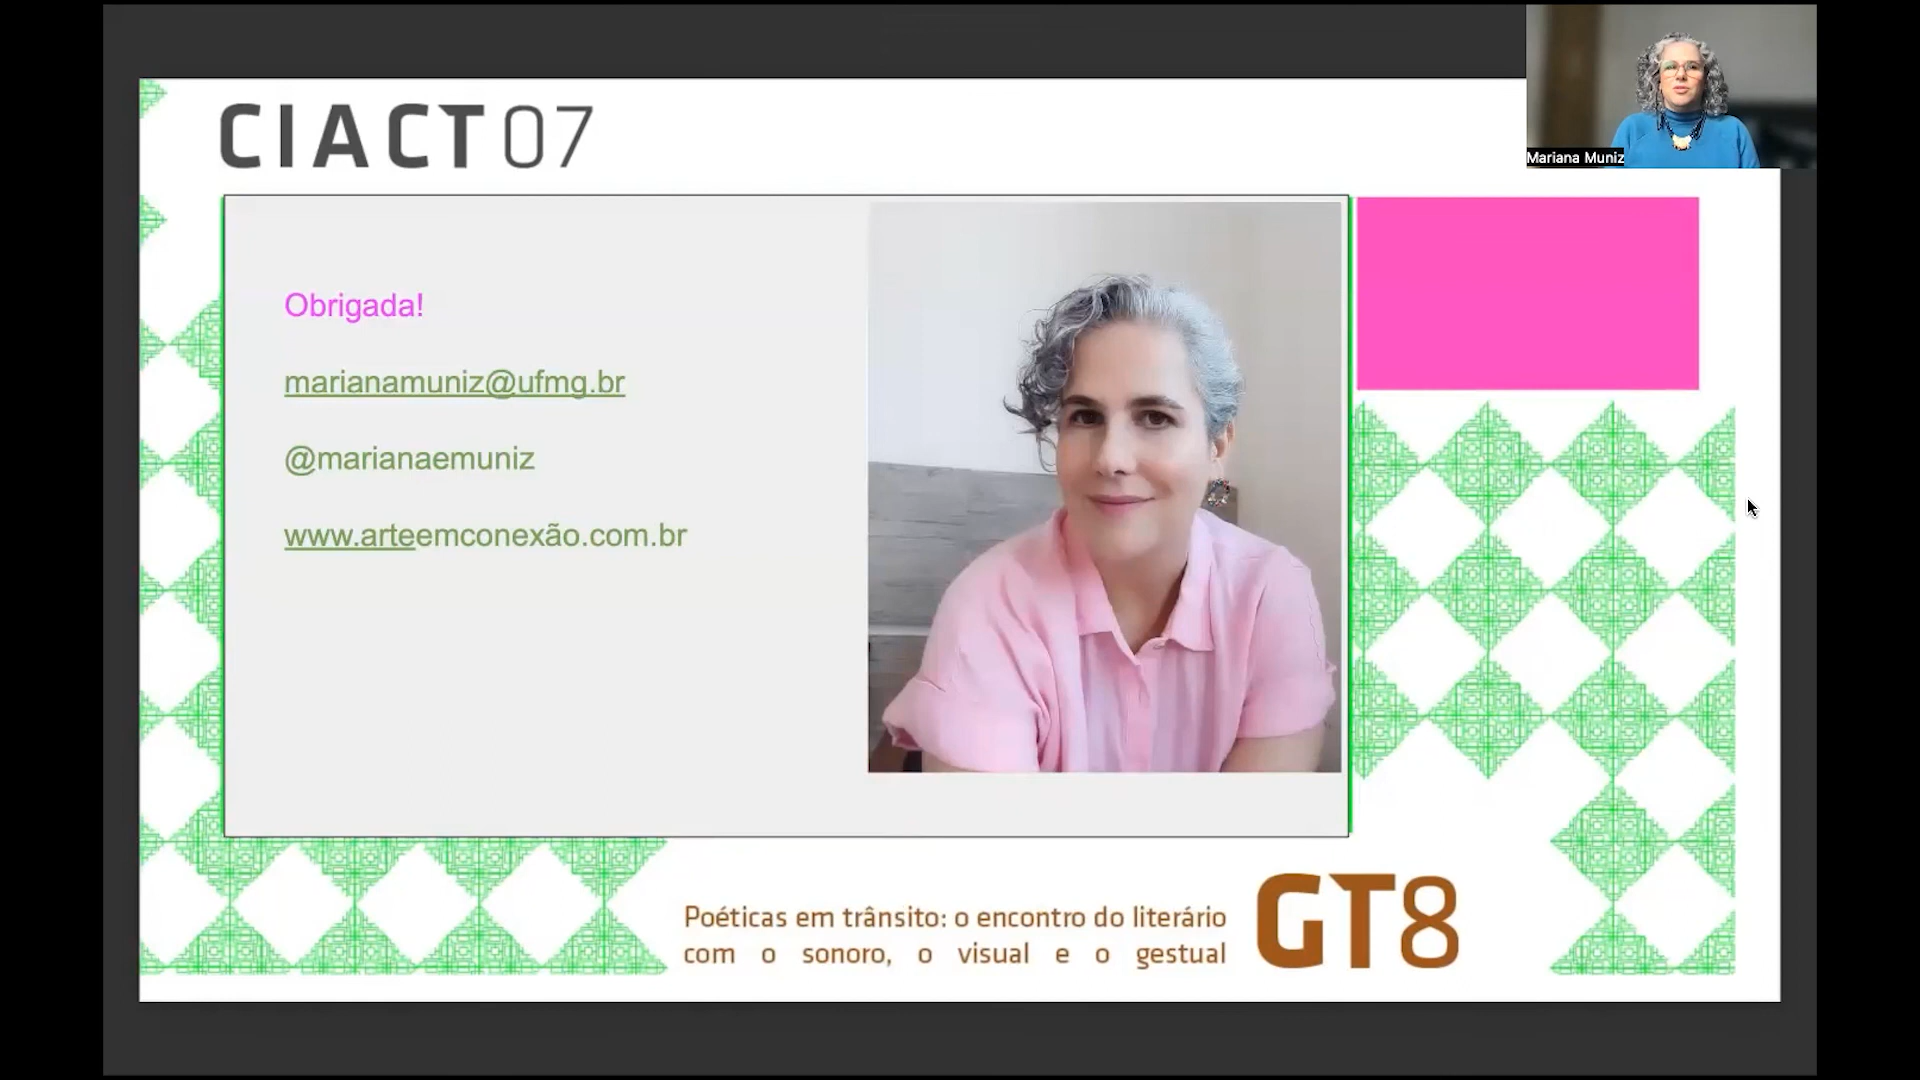 CIACT07
Mariana Muniz
Obrigada!
marianamuniz@ufmg.br
@marianaemuniz
www.arteemconexão.com.br
Poéticas em trânsito: o encontro do literário
com o sonoro, o visual e o gestual
GT8